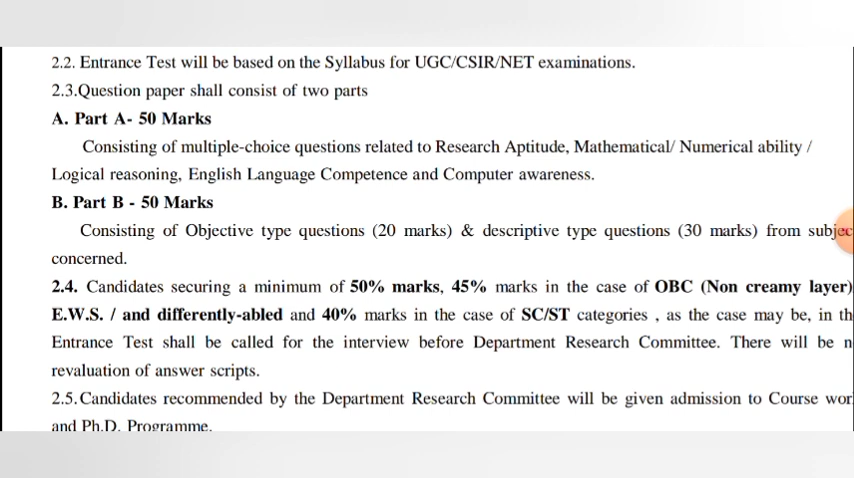 2.2. Entrance Test will be based on the Syllabus for UGC/CSIR/NET examinations.
2.3.Question paper shall consist of two parts
A. Part A- 50 Marks
Consisting of multiple-choice questions related to Research Aptitude, Mathematical/ Numerical ability /
Logical reasoning, English Language Competence and Computer awareness.
B. Part B - 50 Marks
Consisting of Objective type questions (20 marks) & descriptive type questions (30 marks) from subjec
concerned.
2.4. Candidates securing a minimum of 50% marks, 45% marks in the case of OBC (Non creamy layer)
E.W.S. / and differently-abled and 40% marks in the case of SC/ST categories , as the case may be, in th
Entrance Test shall be called for the interview before Department Research Committee. There will be n
revaluation of answer scripts.
2.5.Candidates recommended by the Department Research Committee will be given admission to Course wor
and Ph.D. Programme.